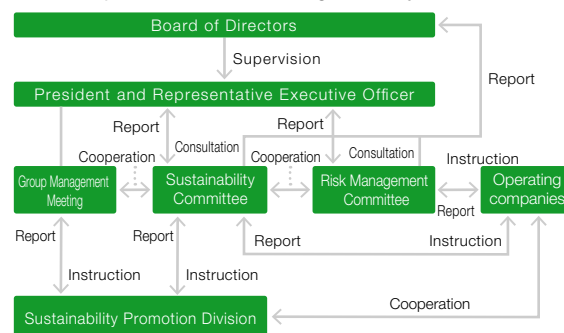 Board of Directors
Supervision
Report
President and Representative Executive Officer
Report
Consultation
Report
Consultation
Cooperation
Cooperation
Instruction
Group Management
Meeting
Sustainability
Committee
Risk Management
Committee
Operating
companies
Report
Report
Report
Report
Instruction
Instruction
Instruction
Cooperation
Sustainability Promotion Division